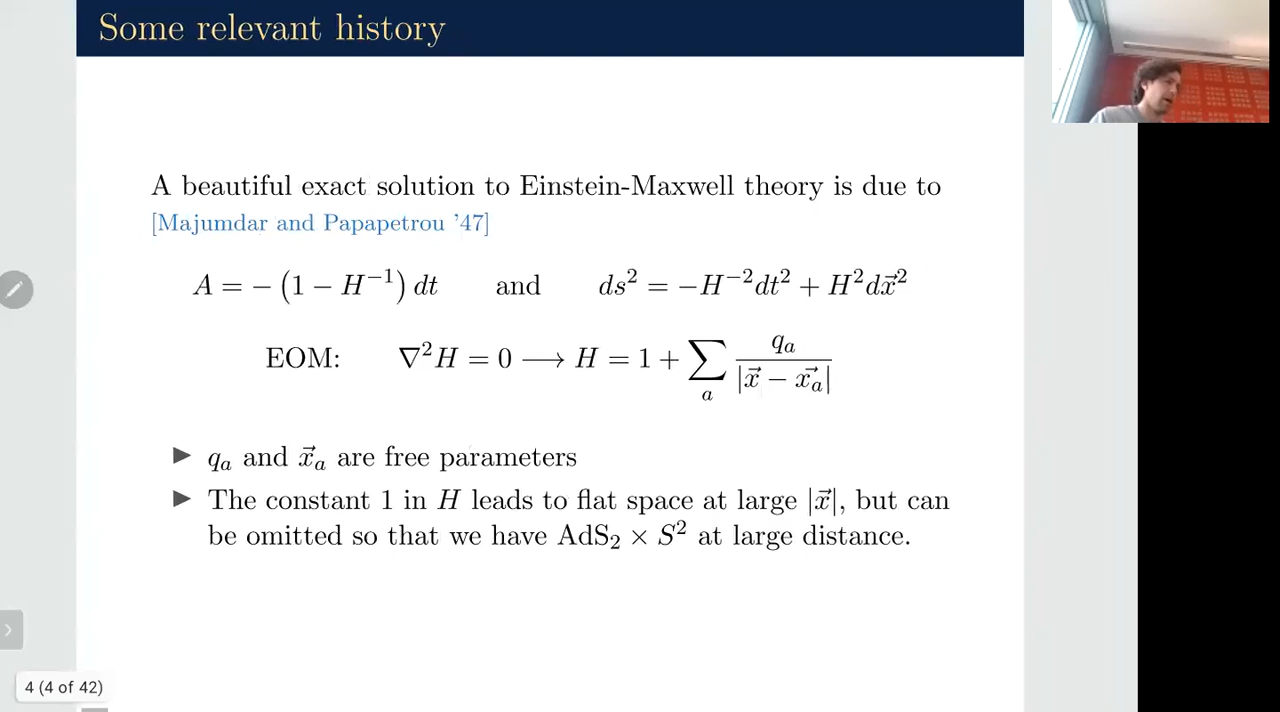 Some relevant history
A beautiful exact solution to Einstein-Maxwell theory is due to
[Majumdar and Papapetrou '47]
A = − (1 − H⁻¹) dt and ds² = −H⁻²dt² + H²dx⃗²
EOM: ∇²H = 0 ⟶ H = 1 + ∑ₐ qₐ / |x⃗ − x⃗ₐ|
▶ qₐ and x⃗ₐ are free parameters
▶ The constant 1 in H leads to flat space at large |x⃗|, but can
be omitted so that we have AdS₂ × S² at large distance.
4 (4 of 42)